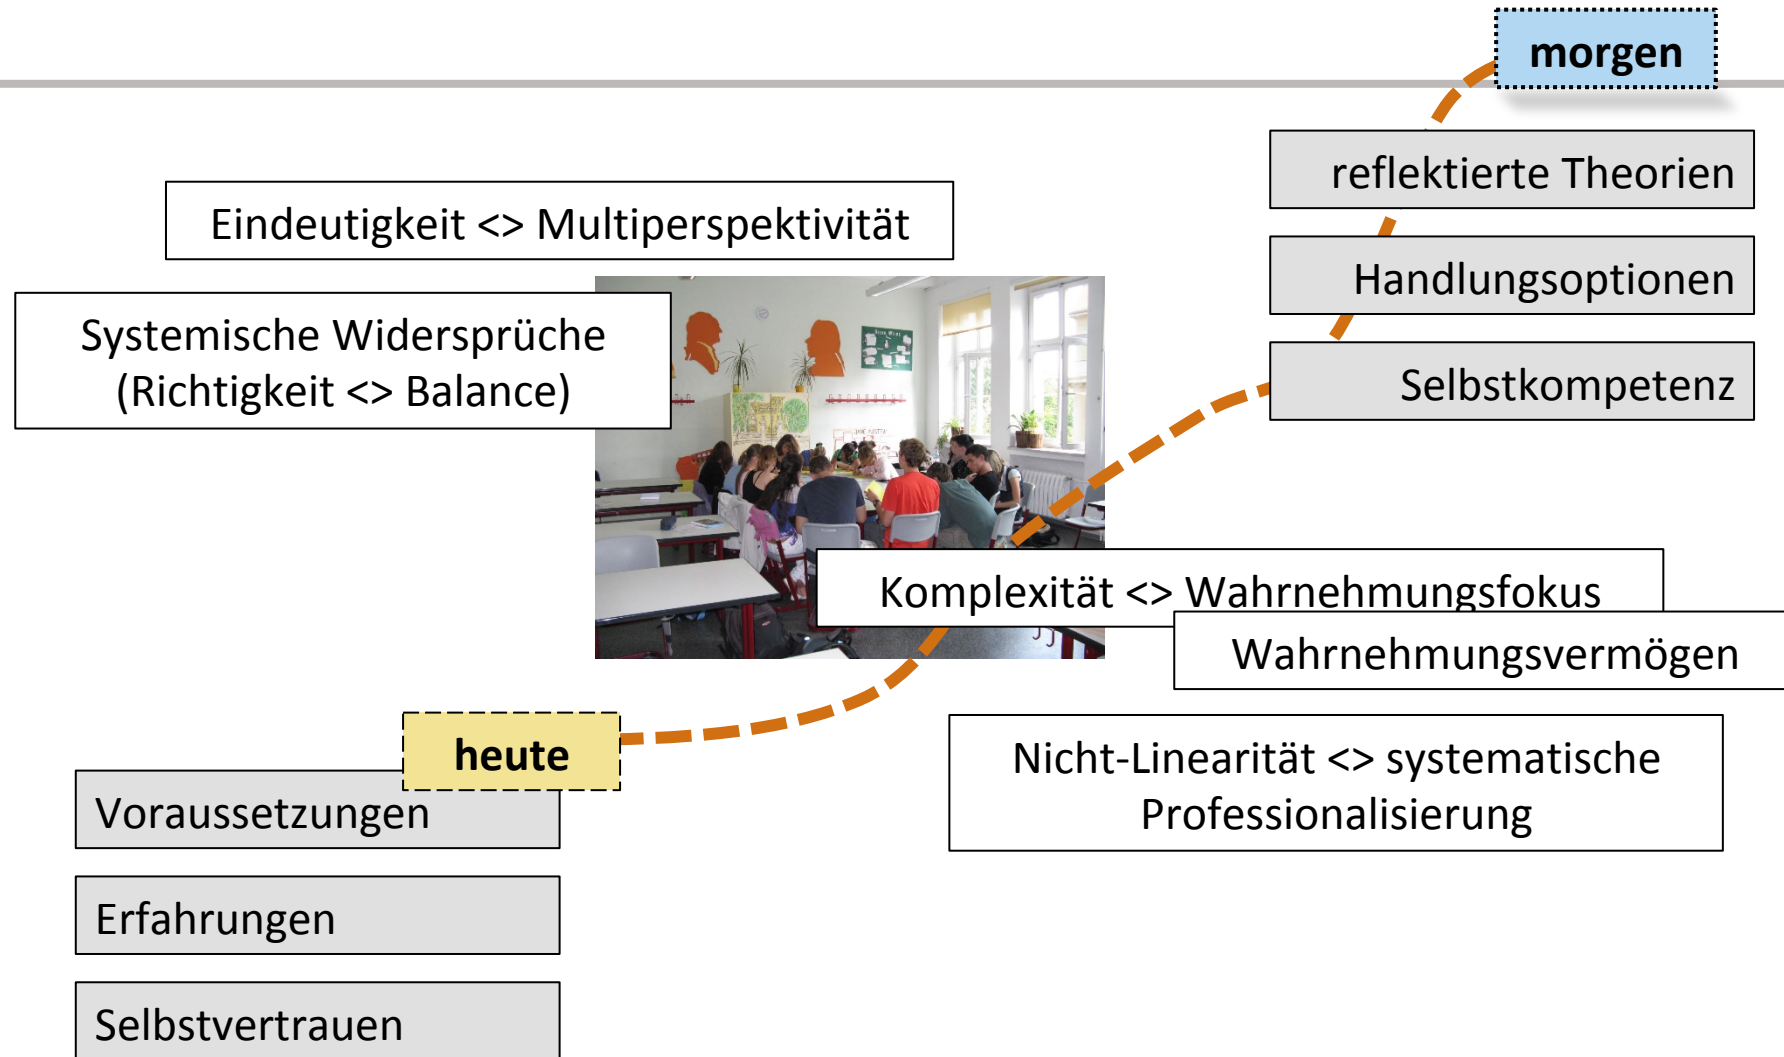 morgen
reflektierte Theorien
Handlungsoptionen
Selbstkompetenz
Eindeutigkeit <> Multiperspektivität
Systemische Widersprüche
(Richtigkeit <> Balance)
Komplexität <> Wahrnehmungsfokus
Wahrnehmungsvermögen
Nicht-Linearität <> systematische
Professionalisierung
heute
Voraussetzungen
Erfahrungen
Selbstvertrauen